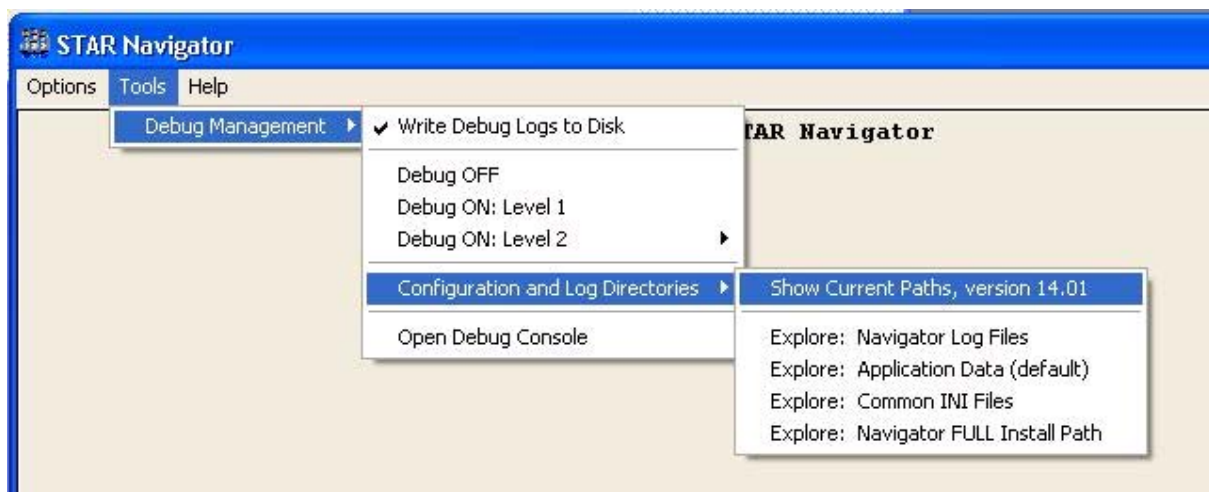 STAR Navigator
Options Tools Help
TAR Navigator
Debug Management
Write Debug Logs to Disk
Debug OFF
Debug ON: Level 1
Debug ON: Level 2
Configuration and Log Directories
Open Debug Console
Show Current Paths, version 14.01
Explore: Navigator Log Files
Explore: Application Data (default)
Explore: Common INI Files
Explore: Navigator FULL Install Path